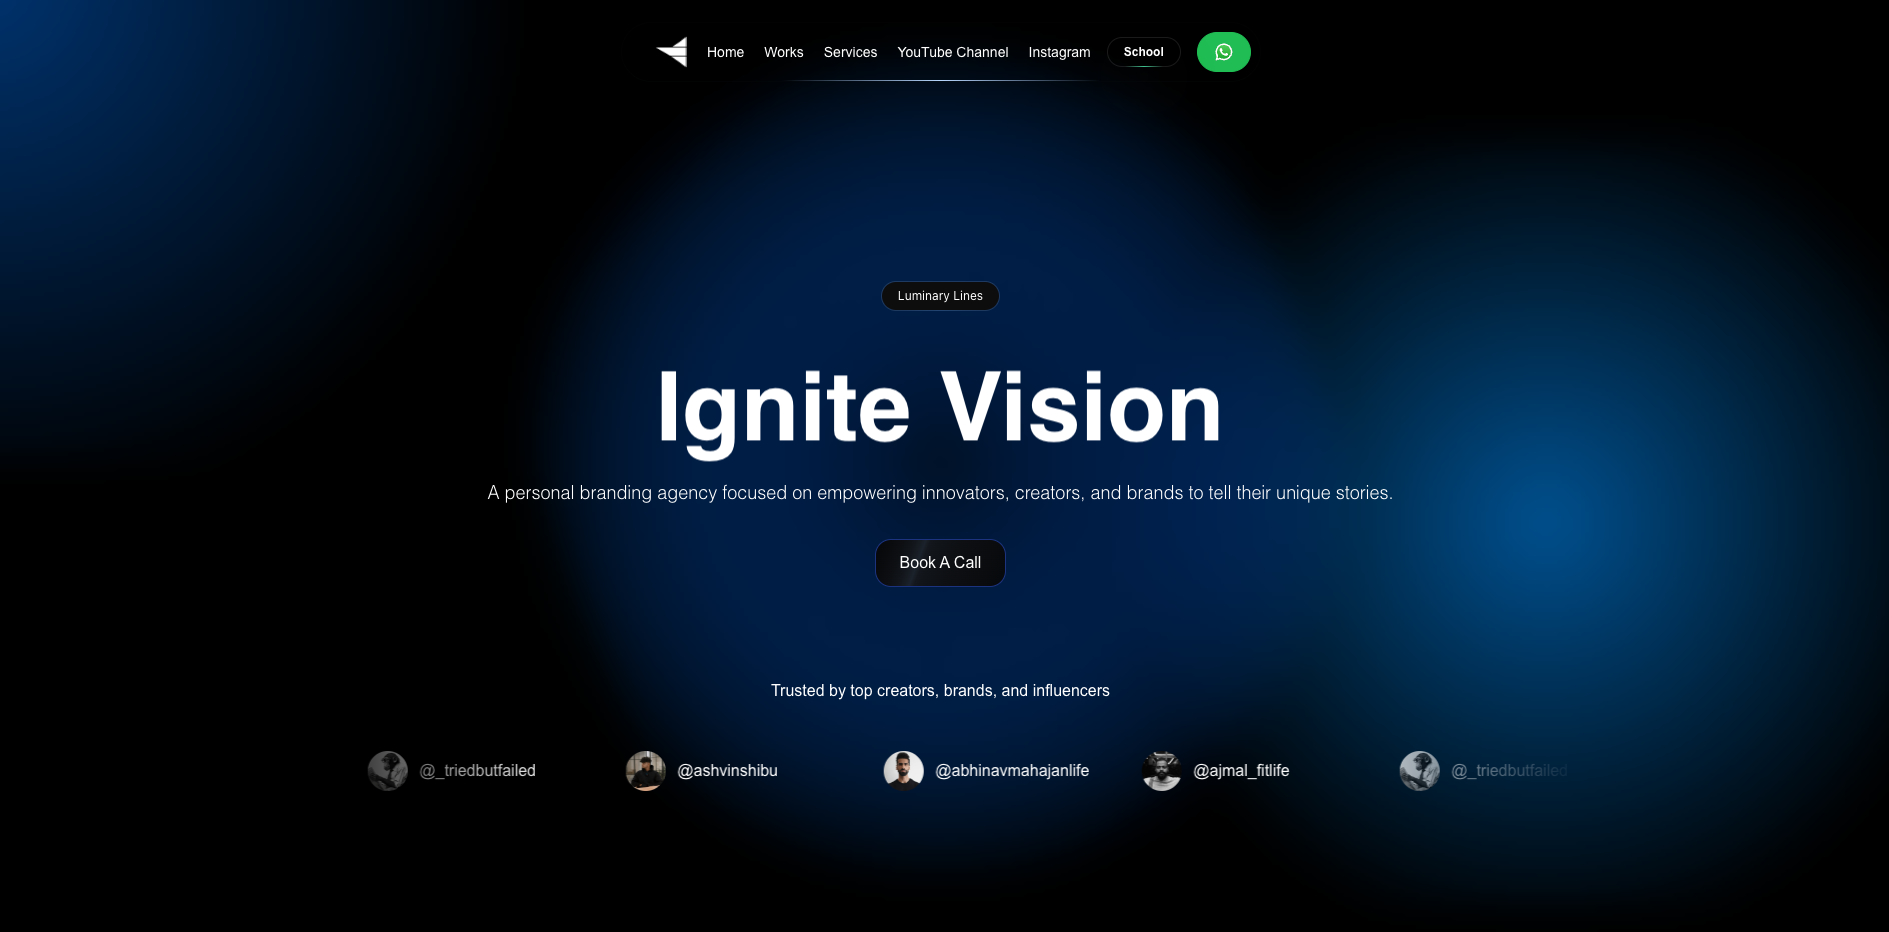 Home Works Services YouTube Channel Instagram School
Luminary Lines
Ignite Vision
A personal branding agency focused on empowering innovators, creators, and brands to tell their unique stories.
Book A Call
Trusted by top creators, brands, and influencers
@_triedbutfailed @ashvinshibu @abhinavmahajanlife @ajmal_fitlife @_triedbutfailed